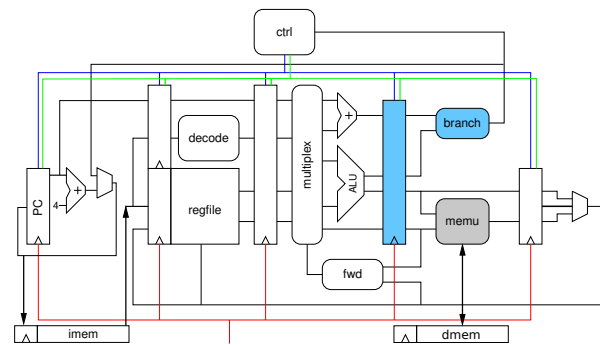 ctrl
branch
decode
multiplex
+
ALU
PC
+
4
regfile
memu
fwd
imem
dmem